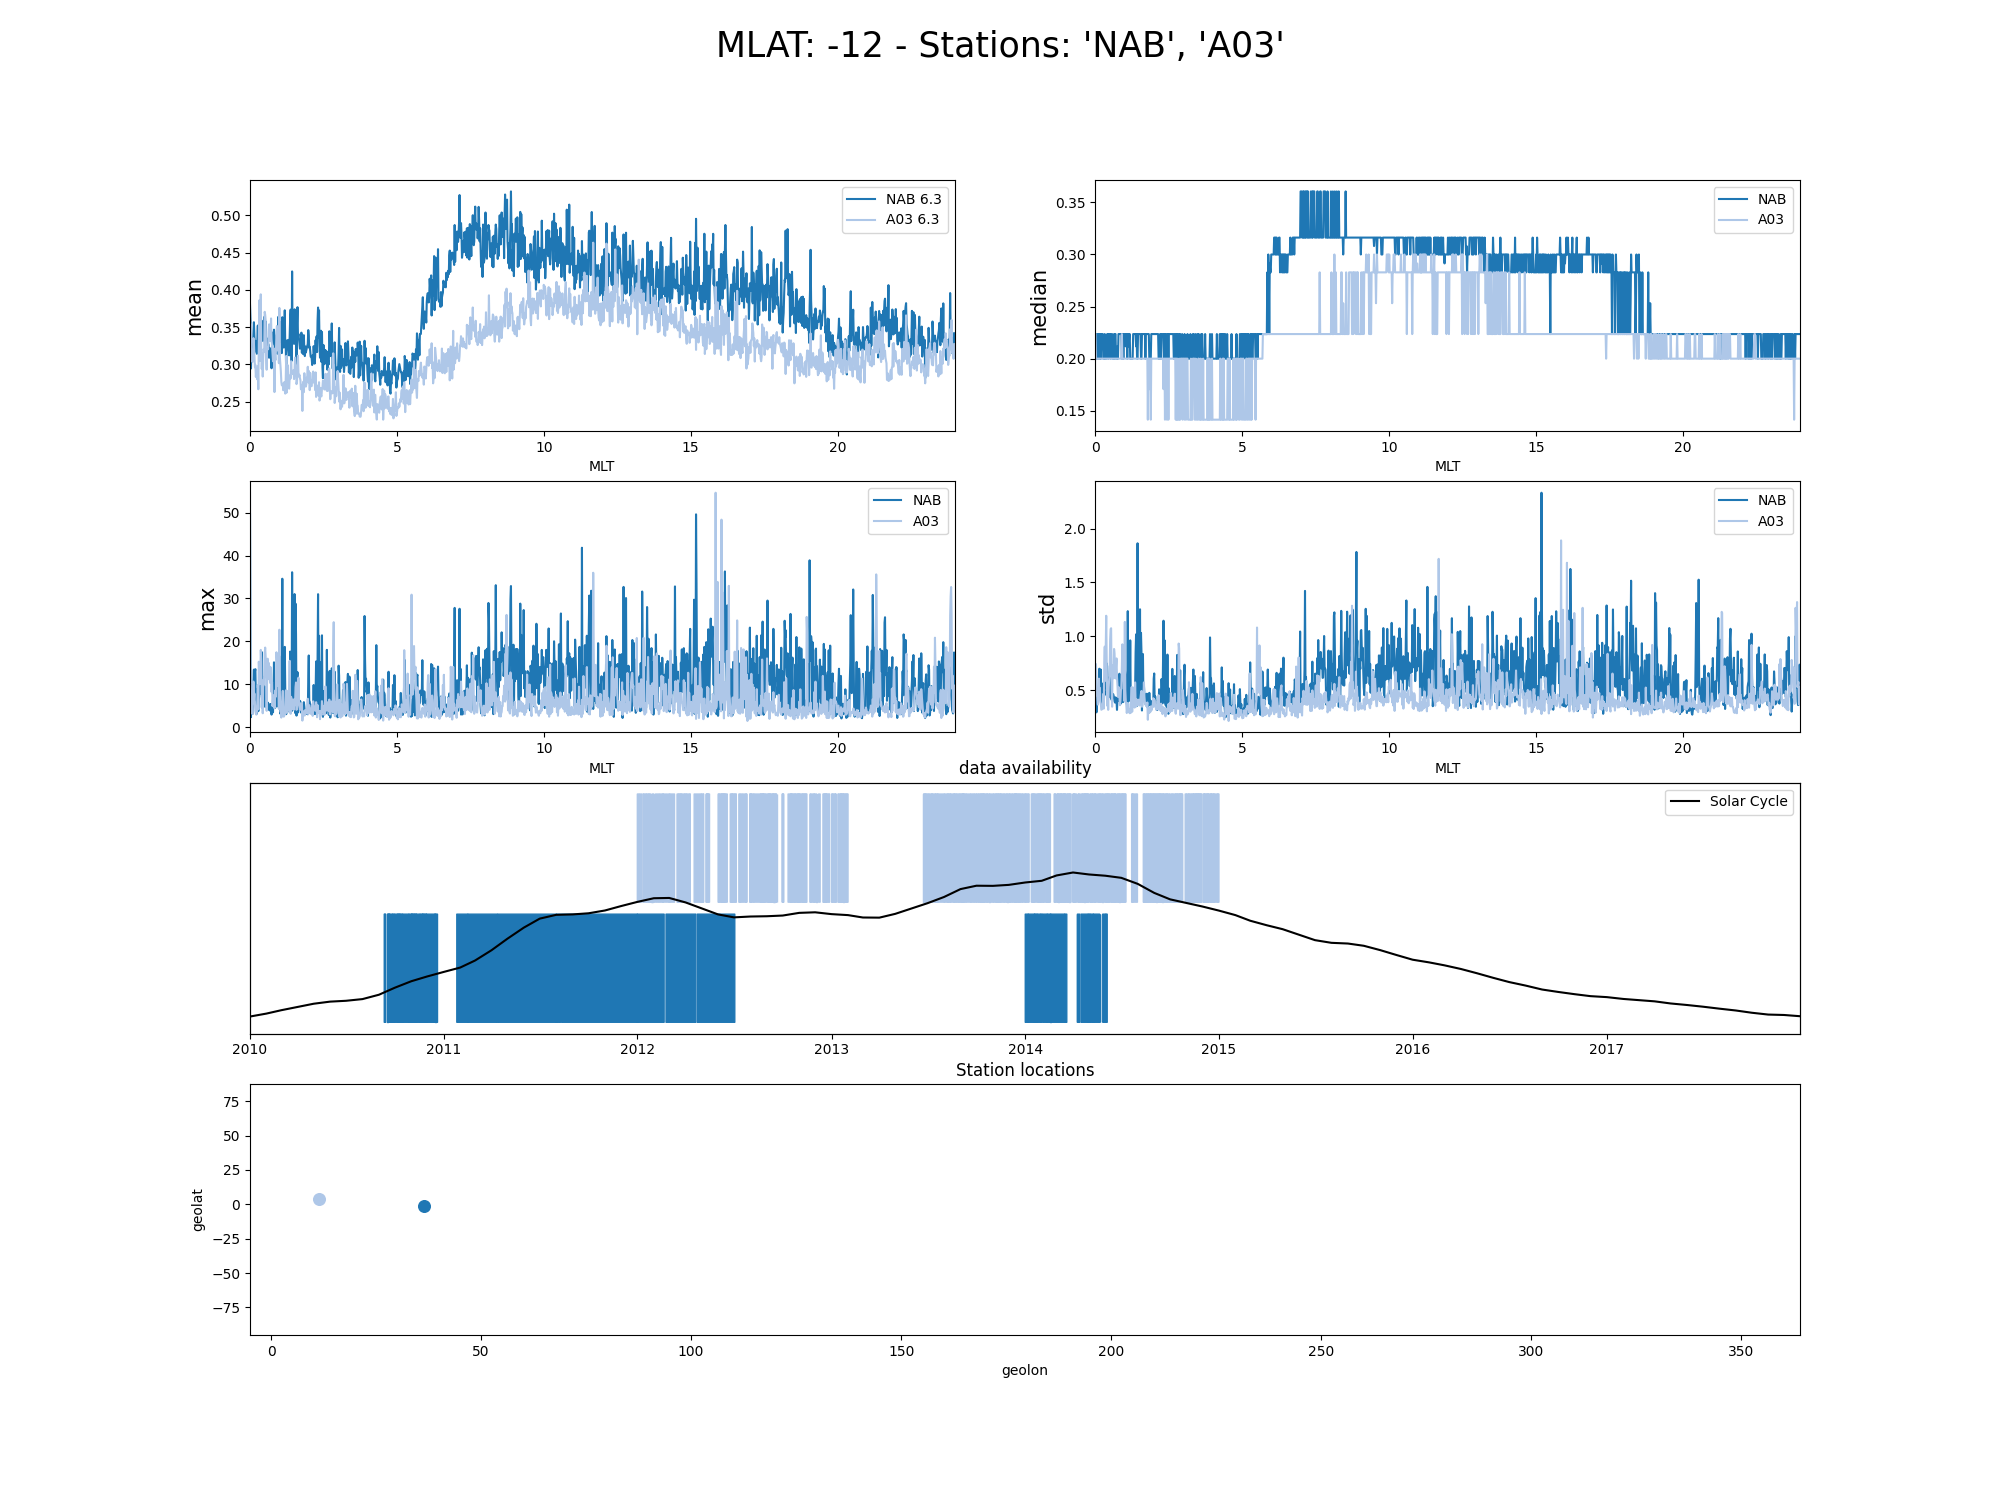 MLAT: -12 - Stations: 'NAB', 'A03'
mean
0.50
0.45
0.40
0.35
0.30
0.25
NAB 6.3
A03 6.3
0 5 10 15 20
MLT
median
0.35
0.30
0.25
0.20
0.15
NAB
A03
0 5 10 15 20
MLT
max
50
40
30
20
10
0
NAB
A03
0 5 10 15 20
MLT
std
2.0
1.5
1.0
0.5
NAB
A03
0 5 10 15 20
MLT
data availability
Solar Cycle
2010 2011 2012 2013 2014 2015 2016 2017
Station locations
geolat
75
50
25
0
−25
−50
−75
0 50 100 150 200 250 300 350
geolon